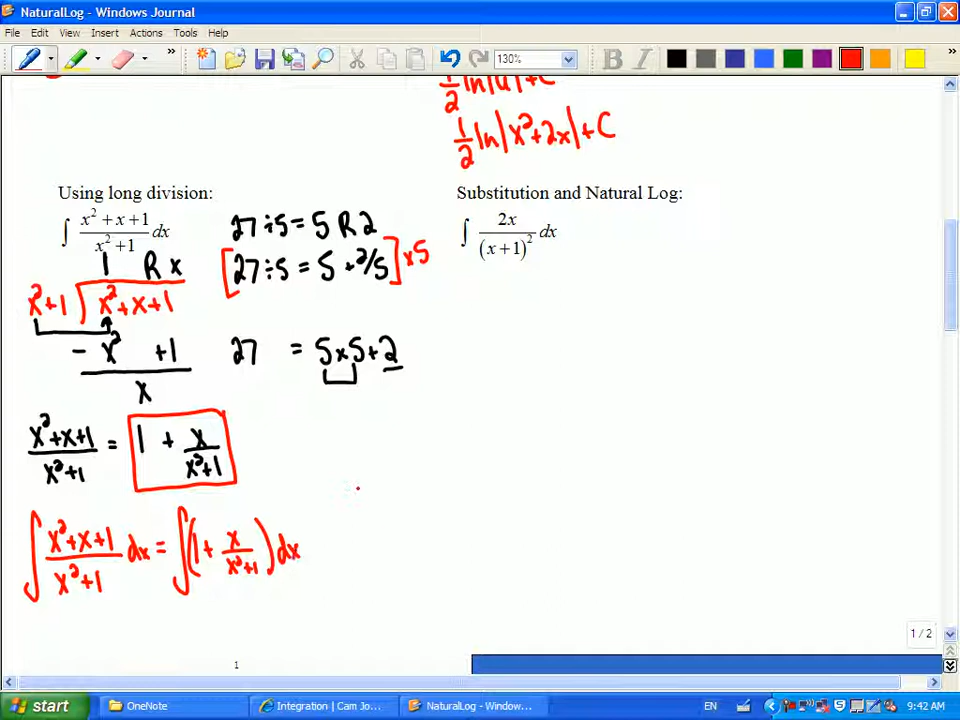 NaturalLog - Windows Journal
File Edit View Insert Actions Tools Help
130%
B I
1/2 ln|u| + C
1/2 ln|x²+2x| + C
Using long division:
∫ (x² + x + 1)/(x² + 1) dx
27 ÷ 5 = 5 R 2
[27 ÷ 5 = 5 + 2/5] × 5
1 R x
x²+1 ) x²+x+1
- x² +1
x
27 = 5×5+2
(x²+x+1)/(x²+1) = 1 + x/(x²+1)
∫ (x²+x+1)/(x²+1) dx = ∫ (1 + x/(x²+1)) dx
1
Substitution and Natural Log:
∫ 2x/(x+1)² dx
1 / 2
start OneNote Integration | Cam Jo... NaturalLog - Window... EN 9:42 AM